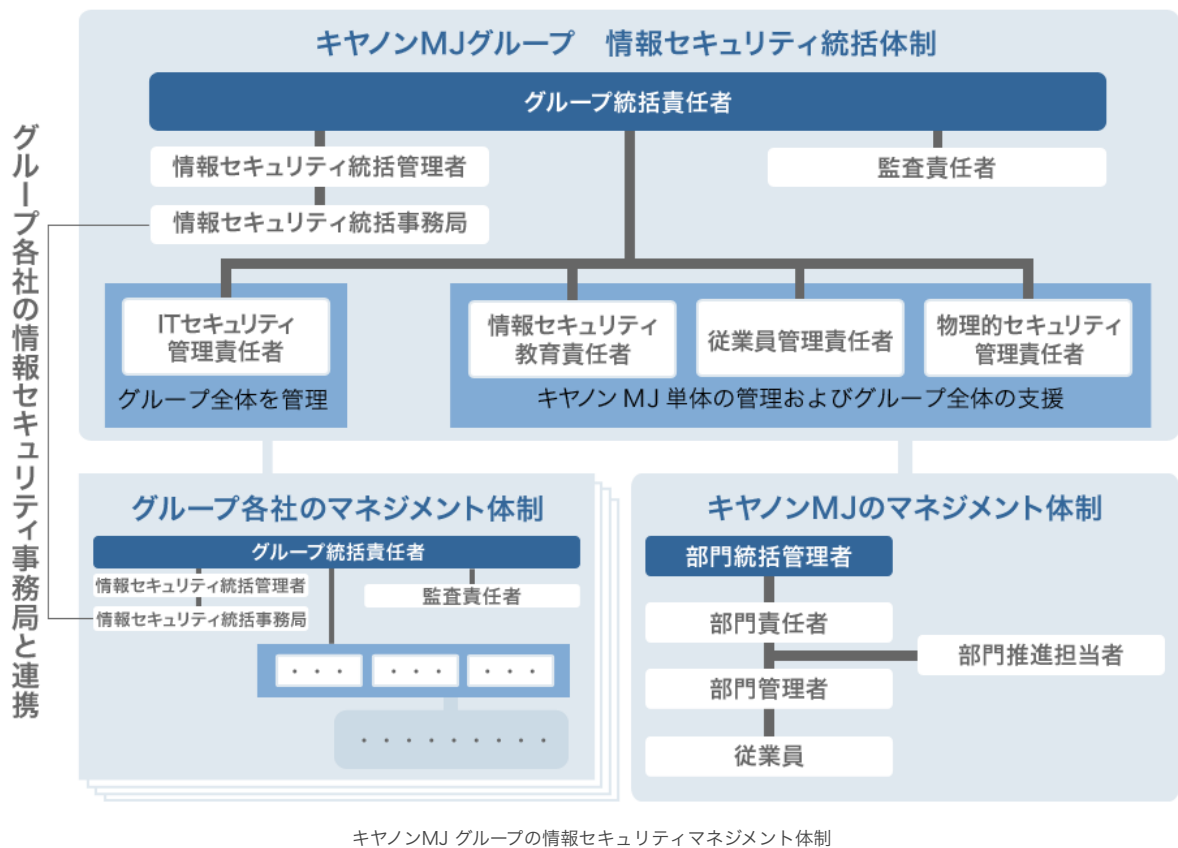 キヤノンMJグループ 情報セキュリティ統括体制
グループ統括責任者
情報セキュリティ統括管理者
監査責任者
情報セキュリティ統括事務局
グループ各社の情報セキュリティ事務局と連携
ITセキュリティ
管理責任者
グループ全体を管理
情報セキュリティ
教育責任者
従業員管理責任者
物理的セキュリティ
管理責任者
キヤノン MJ 単体の管理およびグループ全体の支援
グループ各社のマネジメント体制
グループ統括責任者
情報セキュリティ統括管理者
監査責任者
情報セキュリティ統括事務局
・・・
・・・
・・・
・・・・・・・・・
キヤノンMJのマネジメント体制
部門統括管理者
部門責任者
部門推進担当者
部門管理者
従業員
キヤノンMJ グループの情報セキュリティマネジメント体制